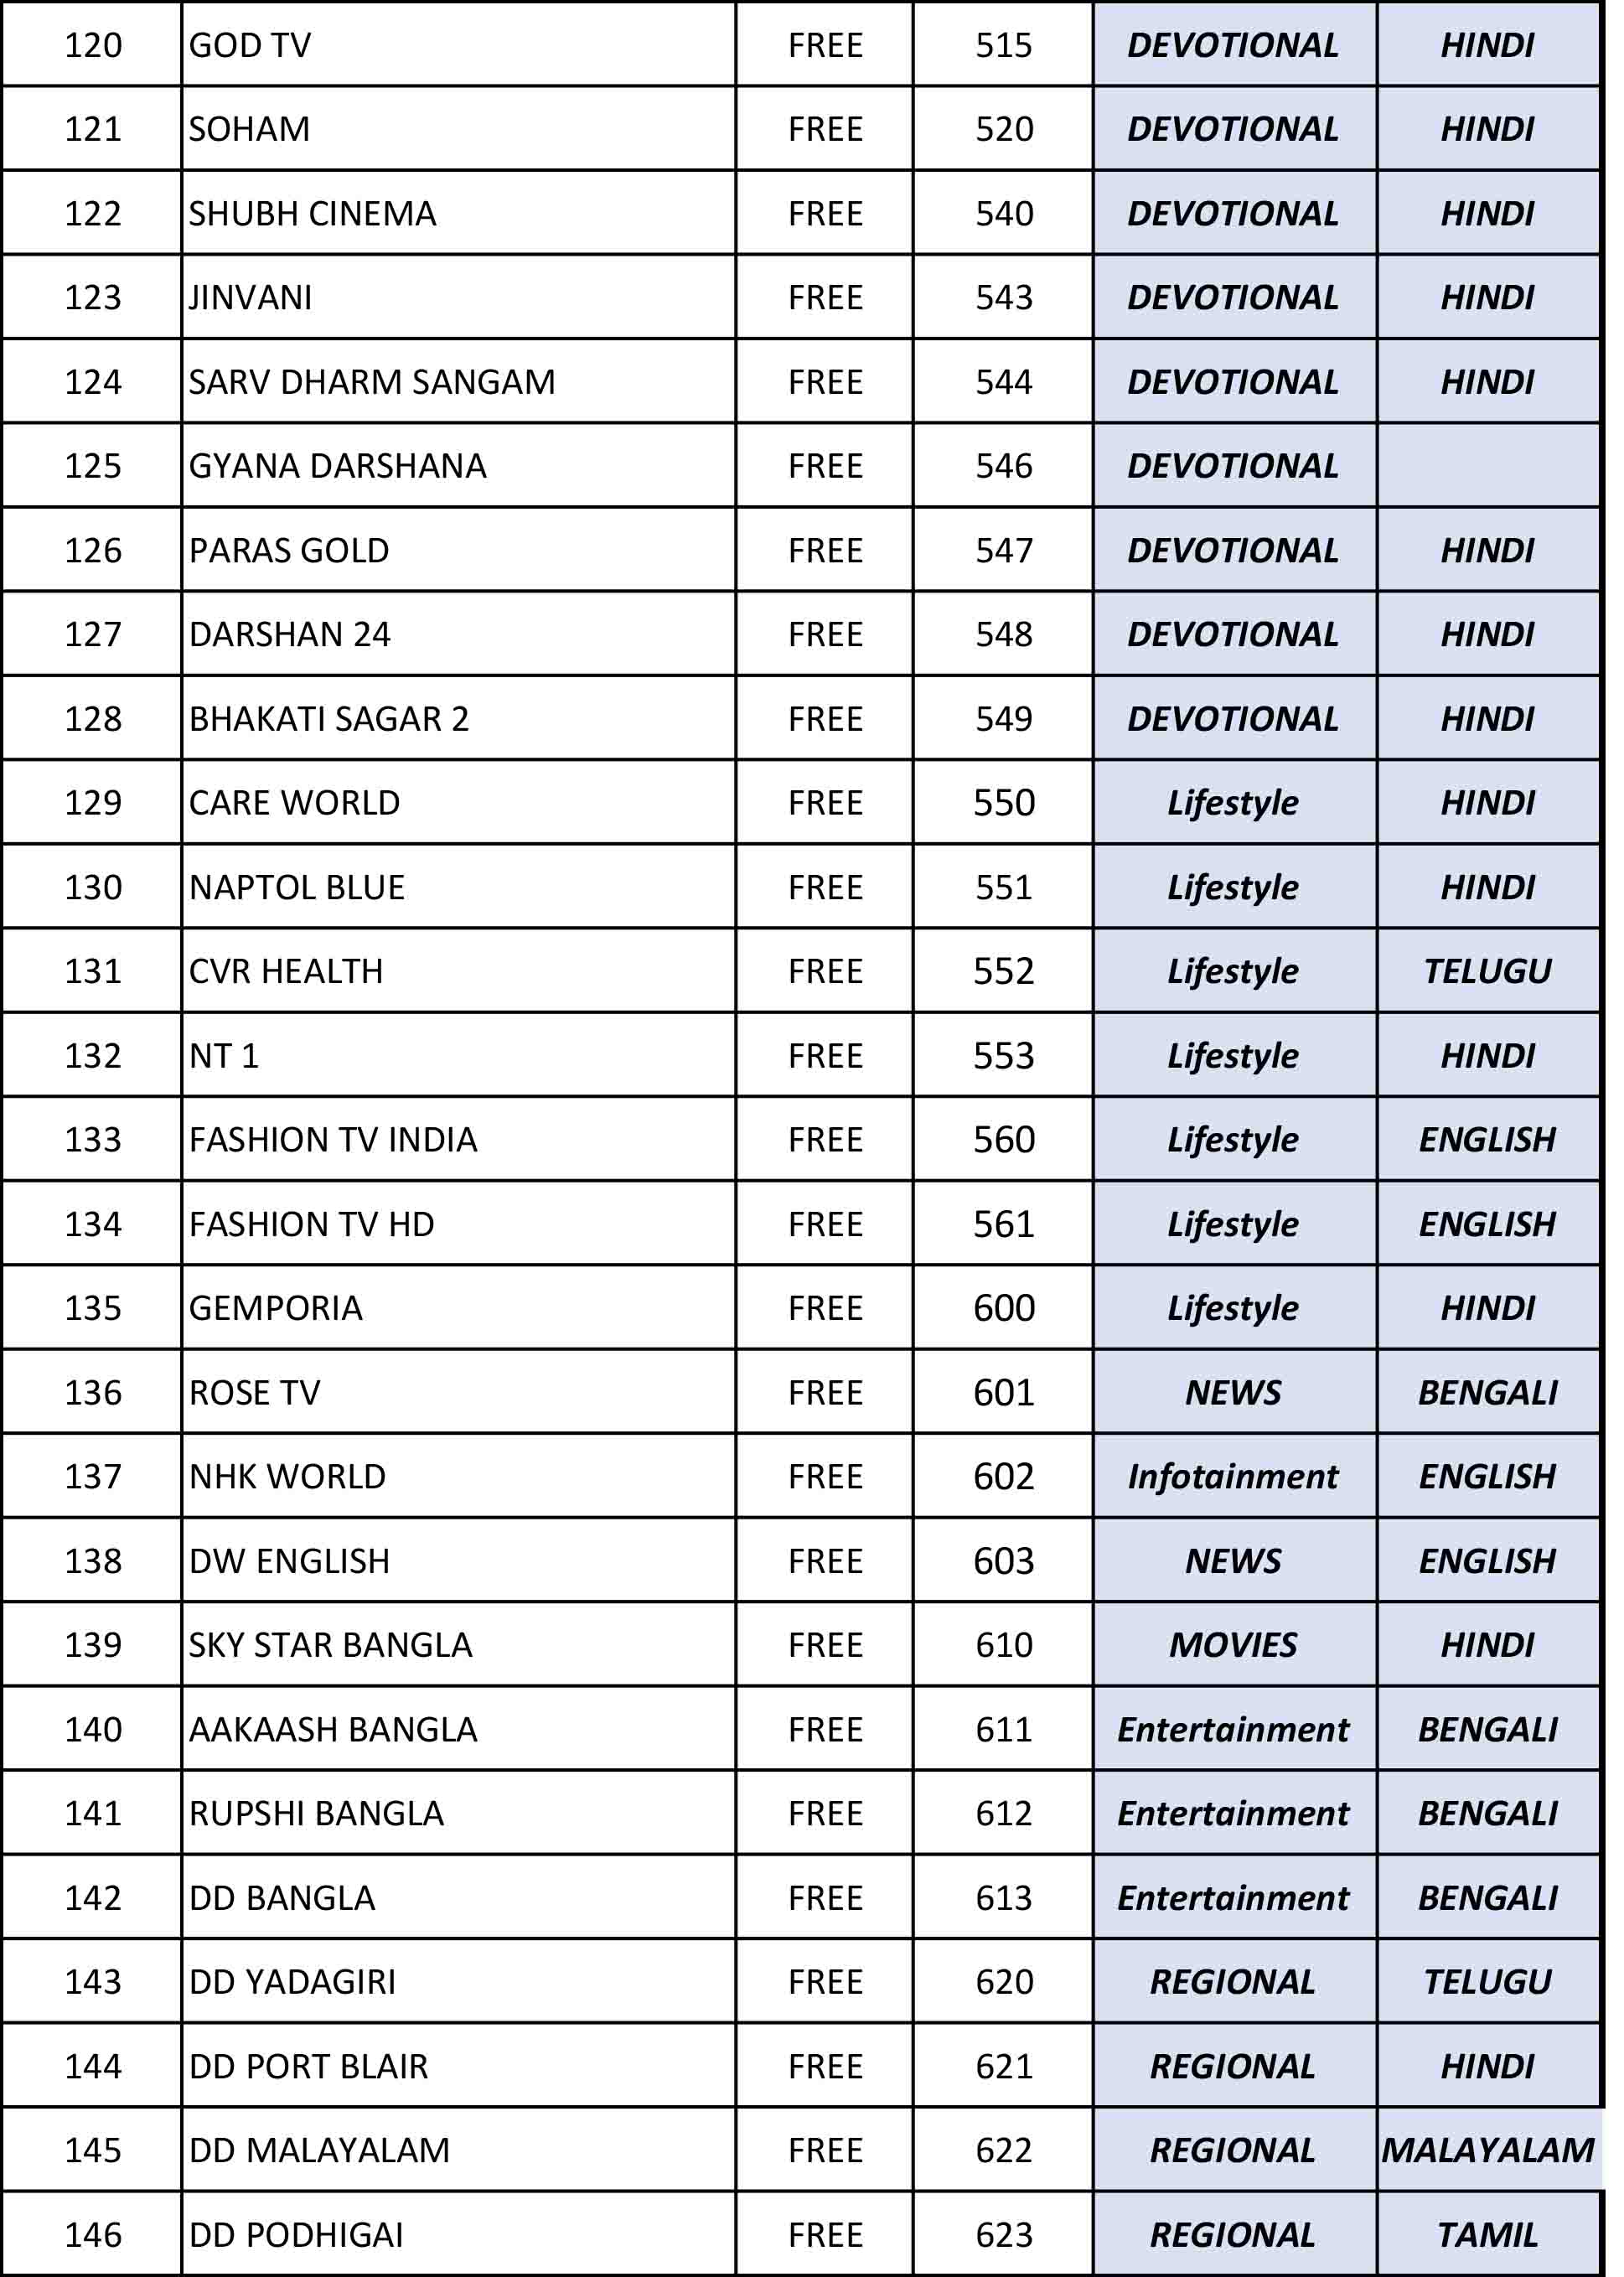 120 GOD TV FREE 515 DEVOTIONAL HINDI
121 SOHAM FREE 520 DEVOTIONAL HINDI
122 SHUBH CINEMA FREE 540 DEVOTIONAL HINDI
123 JINVANI FREE 543 DEVOTIONAL HINDI
124 SARV DHARM SANGAM FREE 544 DEVOTIONAL HINDI
125 GYANA DARSHANA FREE 546 DEVOTIONAL
126 PARAS GOLD FREE 547 DEVOTIONAL HINDI
127 DARSHAN 24 FREE 548 DEVOTIONAL HINDI
128 BHAKATI SAGAR 2 FREE 549 DEVOTIONAL HINDI
129 CARE WORLD FREE 550 Lifestyle HINDI
130 NAPTOL BLUE FREE 551 Lifestyle HINDI
131 CVR HEALTH FREE 552 Lifestyle TELUGU
132 NT 1 FREE 553 Lifestyle HINDI
133 FASHION TV INDIA FREE 560 Lifestyle ENGLISH
134 FASHION TV HD FREE 561 Lifestyle ENGLISH
135 GEMPORIA FREE 600 Lifestyle HINDI
136 ROSE TV FREE 601 NEWS BENGALI
137 NHK WORLD FREE 602 Infotainment ENGLISH
138 DW ENGLISH FREE 603 NEWS ENGLISH
139 SKY STAR BANGLA FREE 610 MOVIES HINDI
140 AAKAASH BANGLA FREE 611 Entertainment BENGALI
141 RUPSHI BANGLA FREE 612 Entertainment BENGALI
142 DD BANGLA FREE 613 Entertainment BENGALI
143 DD YADAGIRI FREE 620 REGIONAL TELUGU
144 DD PORT BLAIR FREE 621 REGIONAL HINDI
145 DD MALAYALAM FREE 622 REGIONAL MALAYALAM
146 DD PODHIGAI FREE 623 REGIONAL TAMIL